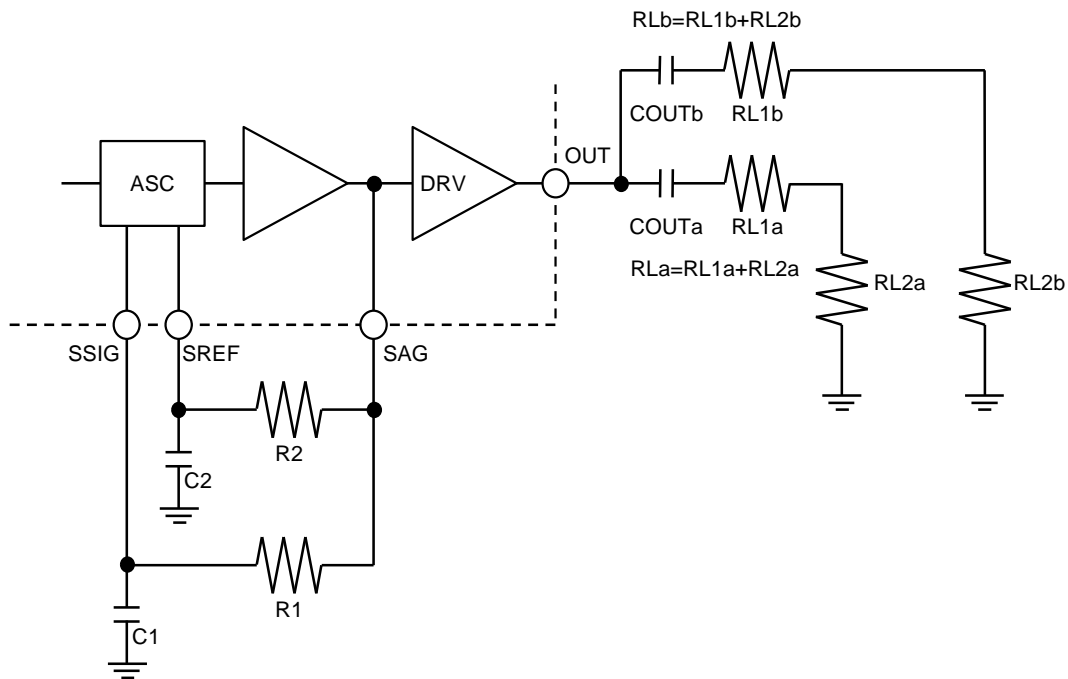 RLb=RL1b+RL2b
COUTb RL1b
OUT
ASC DRV
COUTa RL1a
RLa=RL1a+RL2a
RL2a RL2b
SSIG SREF SAG
R2
C2
R1
C1